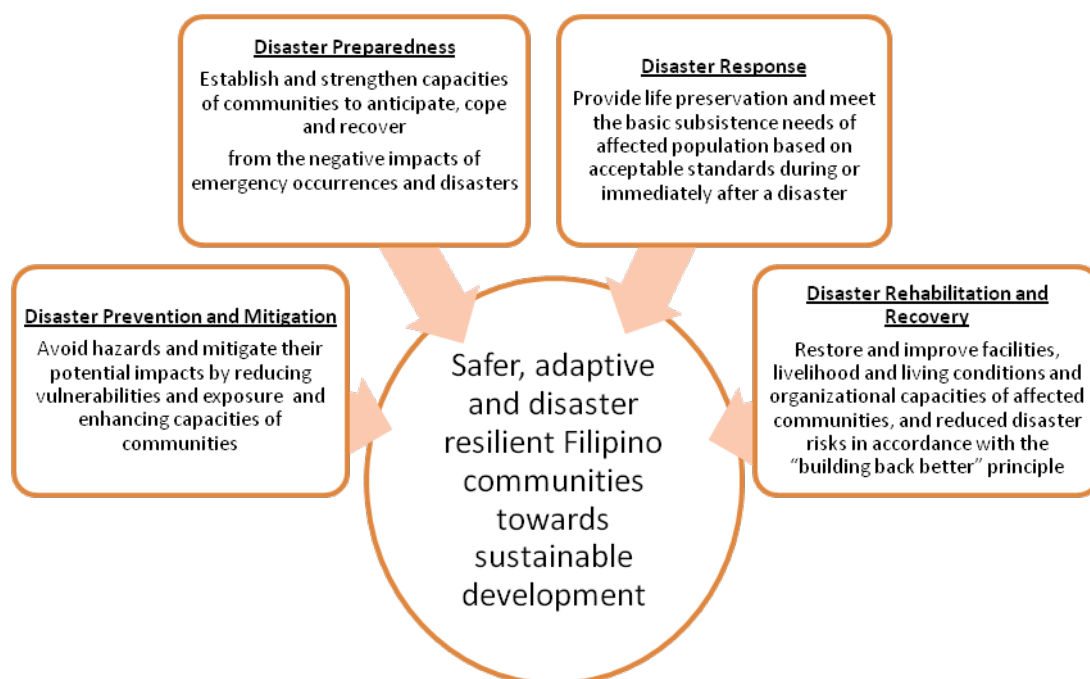 Disaster Preparedness
Establish and strengthen capacities
of communities to anticipate, cope
and recover
from the negative impacts of
emergency occurrences and disasters
Disaster Response
Provide life preservation and meet
the basic subsistence needs of
affected population based on
acceptable standards during or
immediately after a disaster
Disaster Prevention and Mitigation
Avoid hazards and mitigate their
potential impacts by reducing
vulnerabilities and exposure and
enhancing capacities of
communities
Disaster Rehabilitation and
Recovery
Restore and improve facilities,
livelihood and living conditions and
organizational capacities of affected
communities, and reduced disaster
risks in accordance with the
“building back better” principle
Safer, adaptive
and disaster
resilient Filipino
communities
towards
sustainable
development